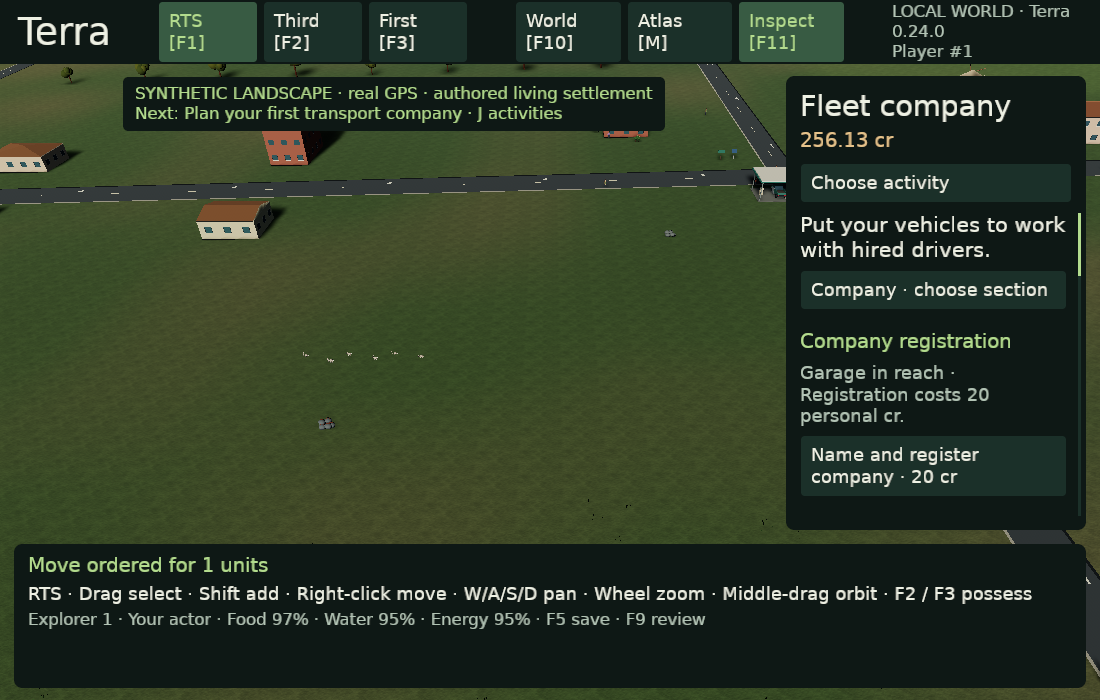 Terra
RTS
[F1]
Third
[F2]
First
[F3]
World
[F10]
Atlas
[M]
Inspect
[F11]
LOCAL WORLD · Terra
0.24.0
Player #1
SYNTHETIC LANDSCAPE · real GPS · authored living settlement
Next: Plan your first transport company · J activities
Fleet company
256.13 cr
Choose activity
Put your vehicles to work
with hired drivers.
Company · choose section
Company registration
Garage in reach ·
Registration costs 20
personal cr.
Name and register
company · 20 cr
Move ordered for 1 units
RTS · Drag select · Shift add · Right-click move · W/A/S/D pan · Wheel zoom · Middle-drag orbit · F2 / F3 possess
Explorer 1 · Your actor · Food 97% · Water 95% · Energy 95% · F5 save · F9 review